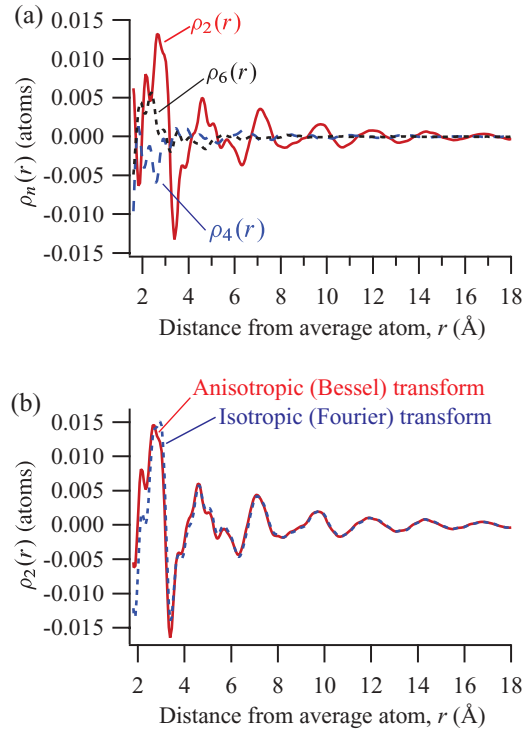 (a)
0.015
0.010
0.005
0.000
-0.005
-0.010
-0.015
ρn(r) (atoms)
ρ2(r)
ρ6(r)
ρ4(r)
2 4 6 8 10 12 14 16 18
Distance from average atom, r (Å)
(b)
Anisotropic (Bessel) transform
Isotropic (Fourier) transform
0.015
0.010
0.005
0.000
-0.005
-0.010
-0.015
ρ2(r) (atoms)
2 4 6 8 10 12 14 16 18
Distance from average atom, r (Å)